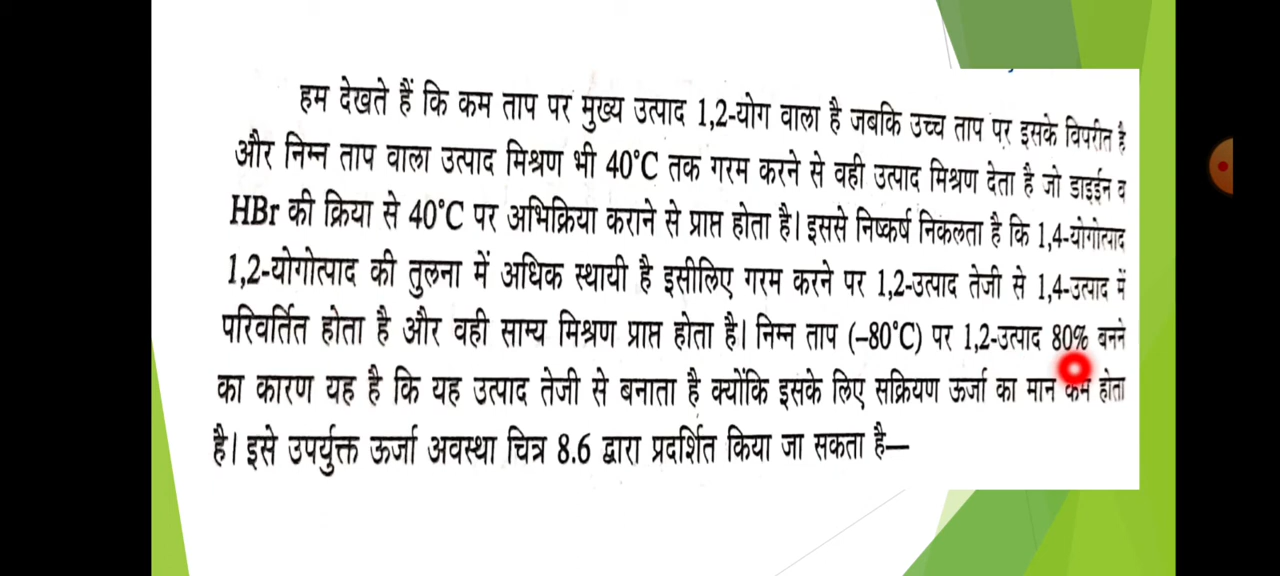 हम देखते हैं कि कम ताप पर मुख्य उत्पाद 1,2-योग वाला है जबकि उच्च ताप पर इसके विपरीत है
और निम्न ताप वाला उत्पाद मिश्रण भी 40°C तक गरम करने से वही उत्पाद मिश्रण देता है जो डाइईन व
HBr की क्रिया से 40°C पर अभिक्रिया कराने से प्राप्त होता है। इससे निष्कर्ष निकलता है कि 1,4-योगोत्पाद
1,2-योगोत्पाद की तुलना में अधिक स्थायी है इसीलिए गरम करने पर 1,2-उत्पाद तेजी से 1,4-उत्पाद में
परिवर्तित होता है और वही साम्य मिश्रण प्राप्त होता है। निम्न ताप (–80°C) पर 1,2-उत्पाद 80% बनने
का कारण यह है कि यह उत्पाद तेजी से बनाता है क्योंकि इसके लिए सक्रियण ऊर्जा का मान कम होता
है। इसे उपर्युक्त ऊर्जा अवस्था चित्र 8.6 द्वारा प्रदर्शित किया जा सकता है—